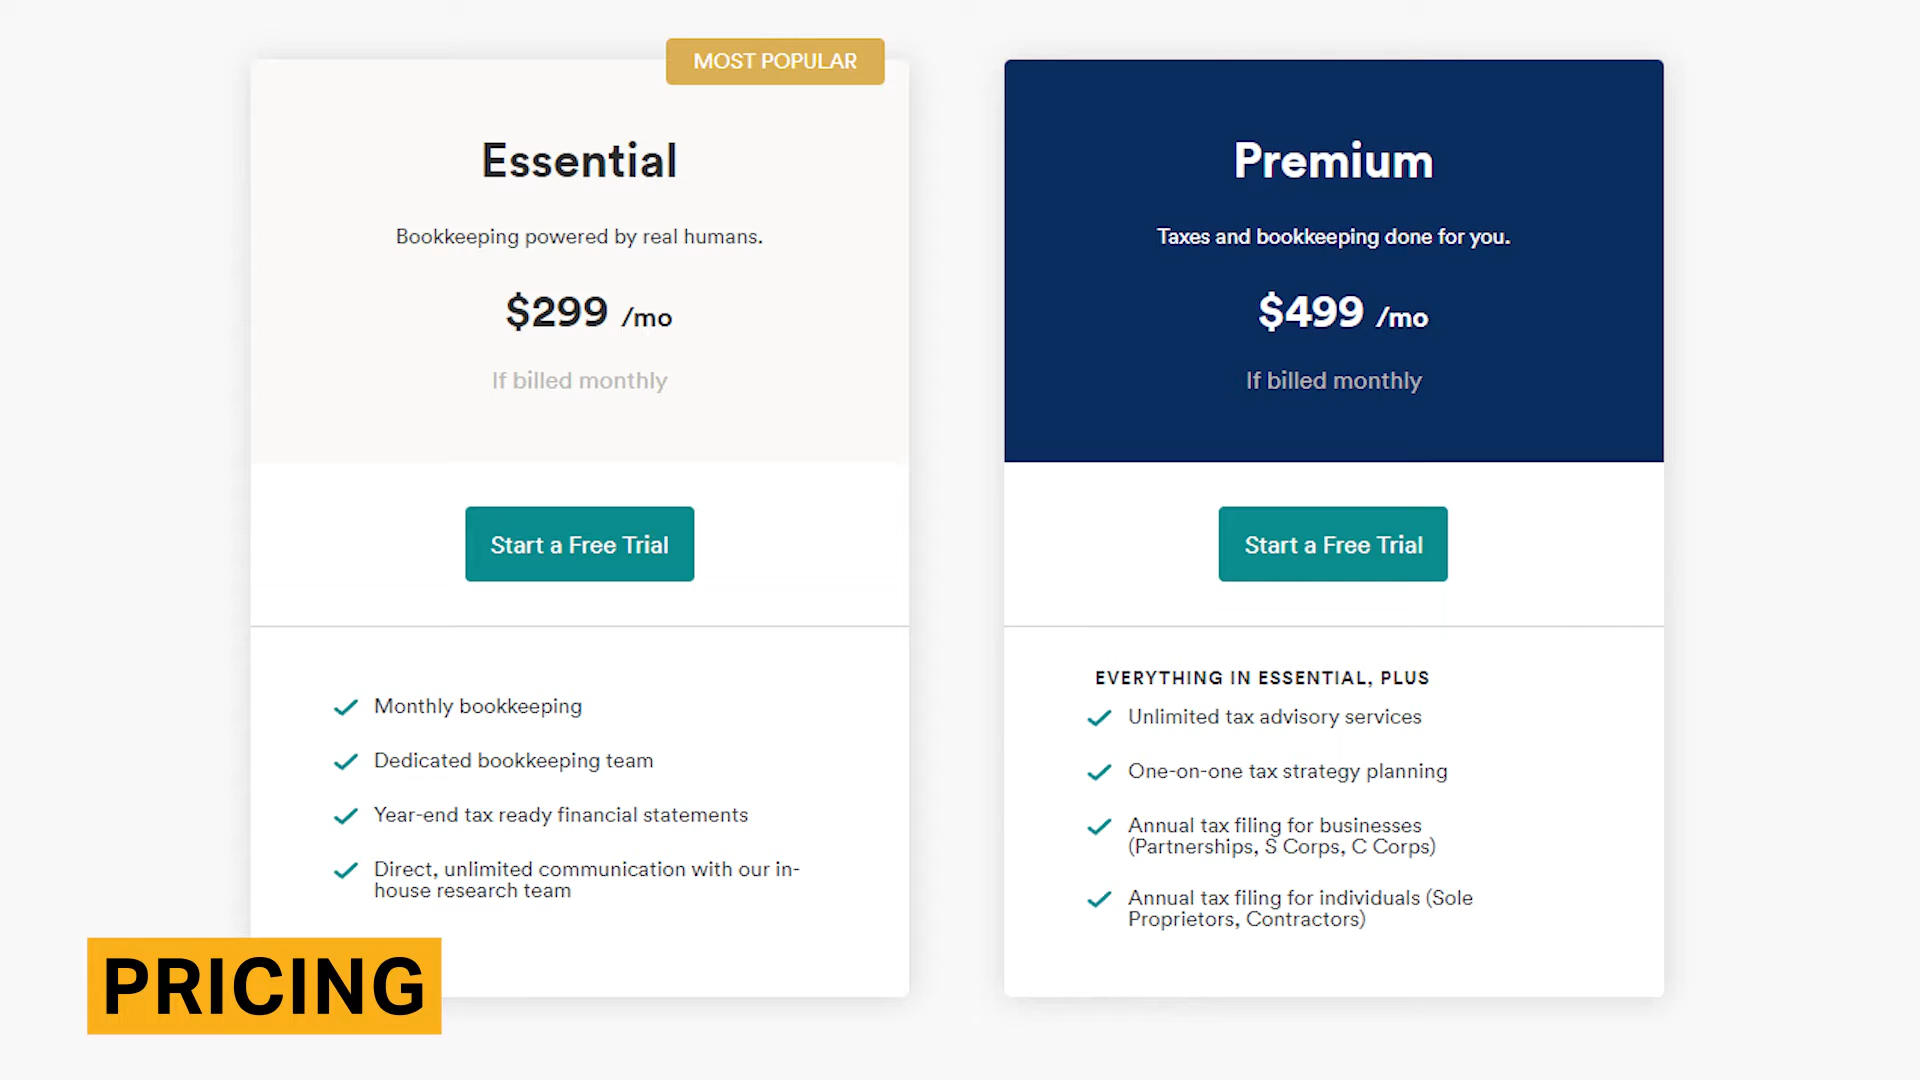 MOST POPULAR
Essential
Bookkeeping powered by real humans.
$299 /mo
If billed monthly
Start a Free Trial
Monthly bookkeeping
Dedicated bookkeeping team
Year-end tax ready financial statements
Direct, unlimited communication with our in-
house research team
Premium
Taxes and bookkeeping done for you.
$499 /mo
If billed monthly
Start a Free Trial
EVERYTHING IN ESSENTIAL, PLUS
Unlimited tax advisory services
One-on-one tax strategy planning
Annual tax filing for businesses
(Partnerships, S Corps, C Corps)
Annual tax filing for individuals (Sole
Proprietors, Contractors)
PRICING